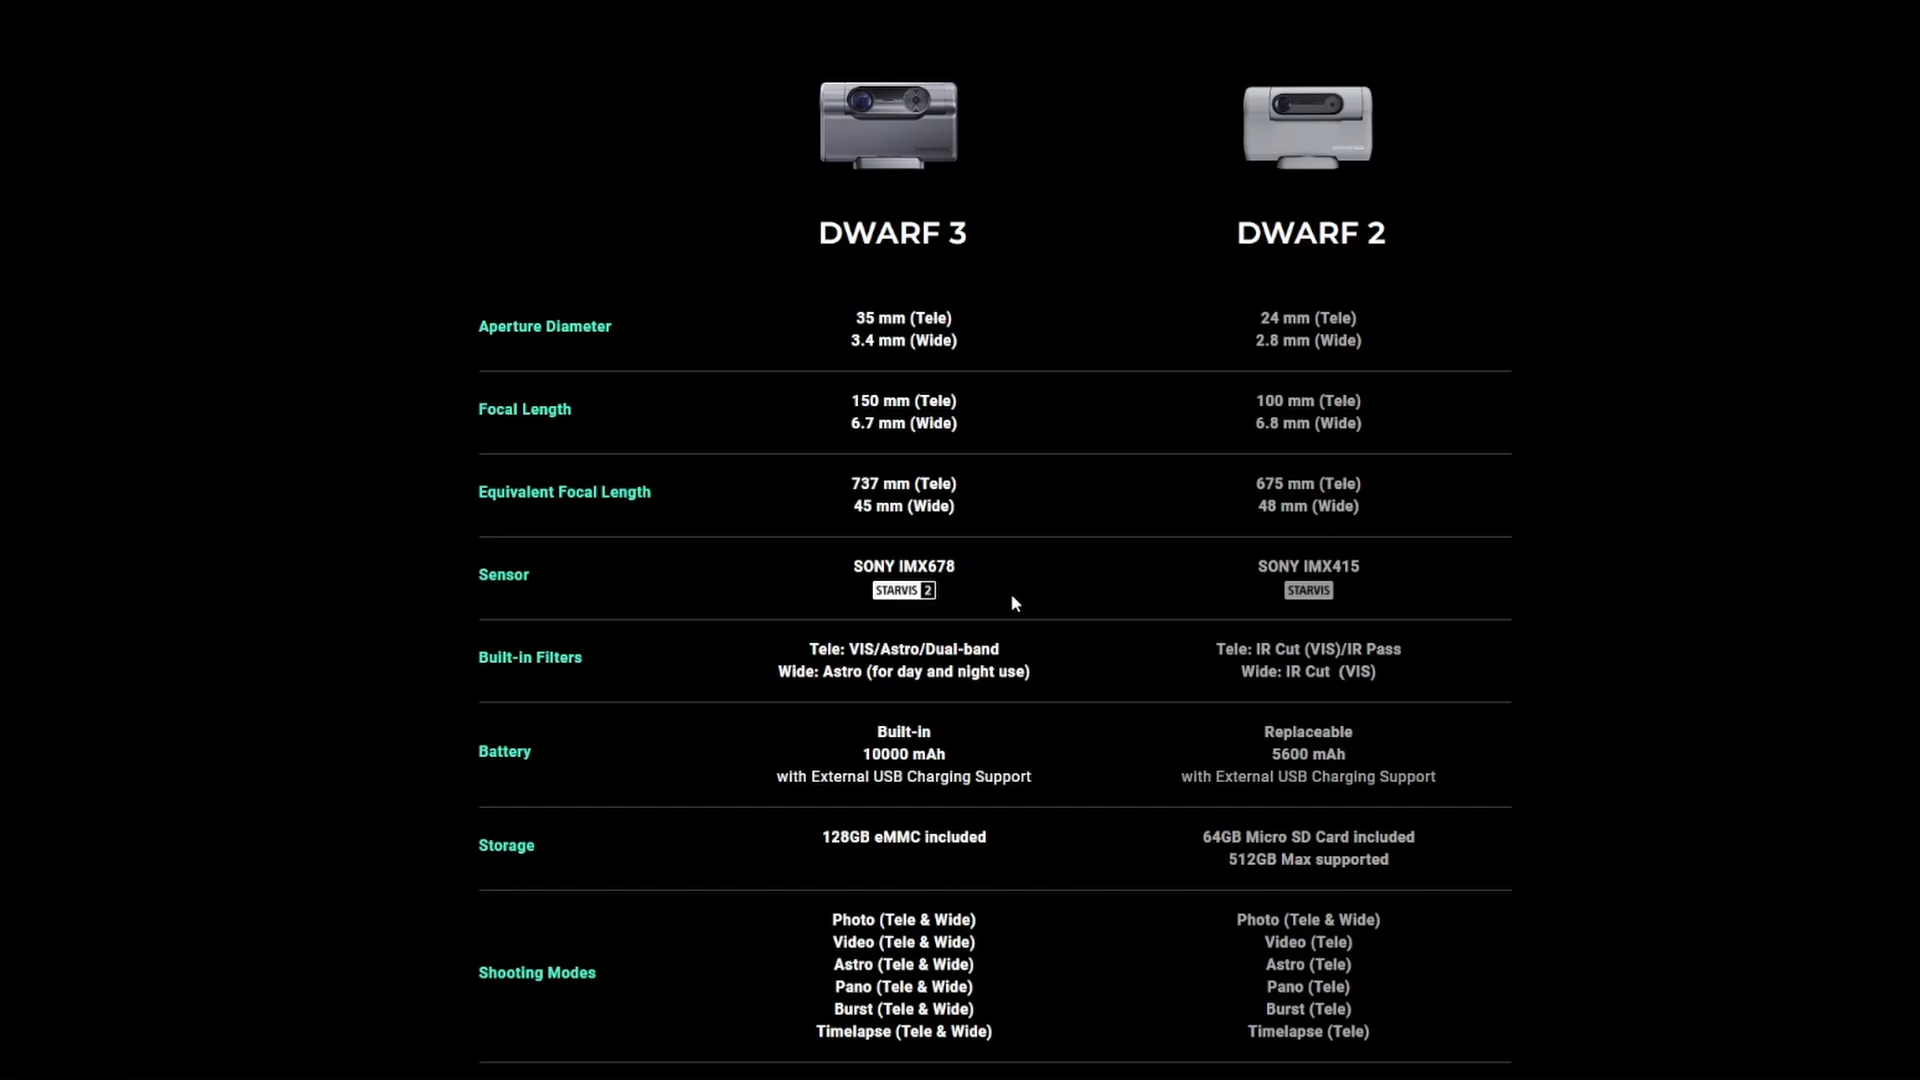 DWARF 3
DWARF 2
Aperture Diameter
35 mm (Tele)
3.4 mm (Wide)
24 mm (Tele)
2.8 mm (Wide)
Focal Length
150 mm (Tele)
6.7 mm (Wide)
100 mm (Tele)
6.8 mm (Wide)
Equivalent Focal Length
737 mm (Tele)
45 mm (Wide)
675 mm (Tele)
48 mm (Wide)
Sensor
SONY IMX678
STARVIS 2
SONY IMX415
STARVIS
Built-in Filters
Tele: VIS/Astro/Dual-band
Wide: Astro (for day and night use)
Tele: IR Cut (VIS)/IR Pass
Wide: IR Cut (VIS)
Battery
Built-in
10000 mAh
with External USB Charging Support
Replaceable
5600 mAh
with External USB Charging Support
Storage
128GB eMMC included
64GB Micro SD Card included
512GB Max supported
Shooting Modes
Photo (Tele & Wide)
Video (Tele & Wide)
Astro (Tele & Wide)
Pano (Tele & Wide)
Burst (Tele & Wide)
Timelapse (Tele & Wide)
Photo (Tele & Wide)
Video (Tele)
Astro (Tele)
Pano (Tele)
Burst (Tele)
Timelapse (Tele)